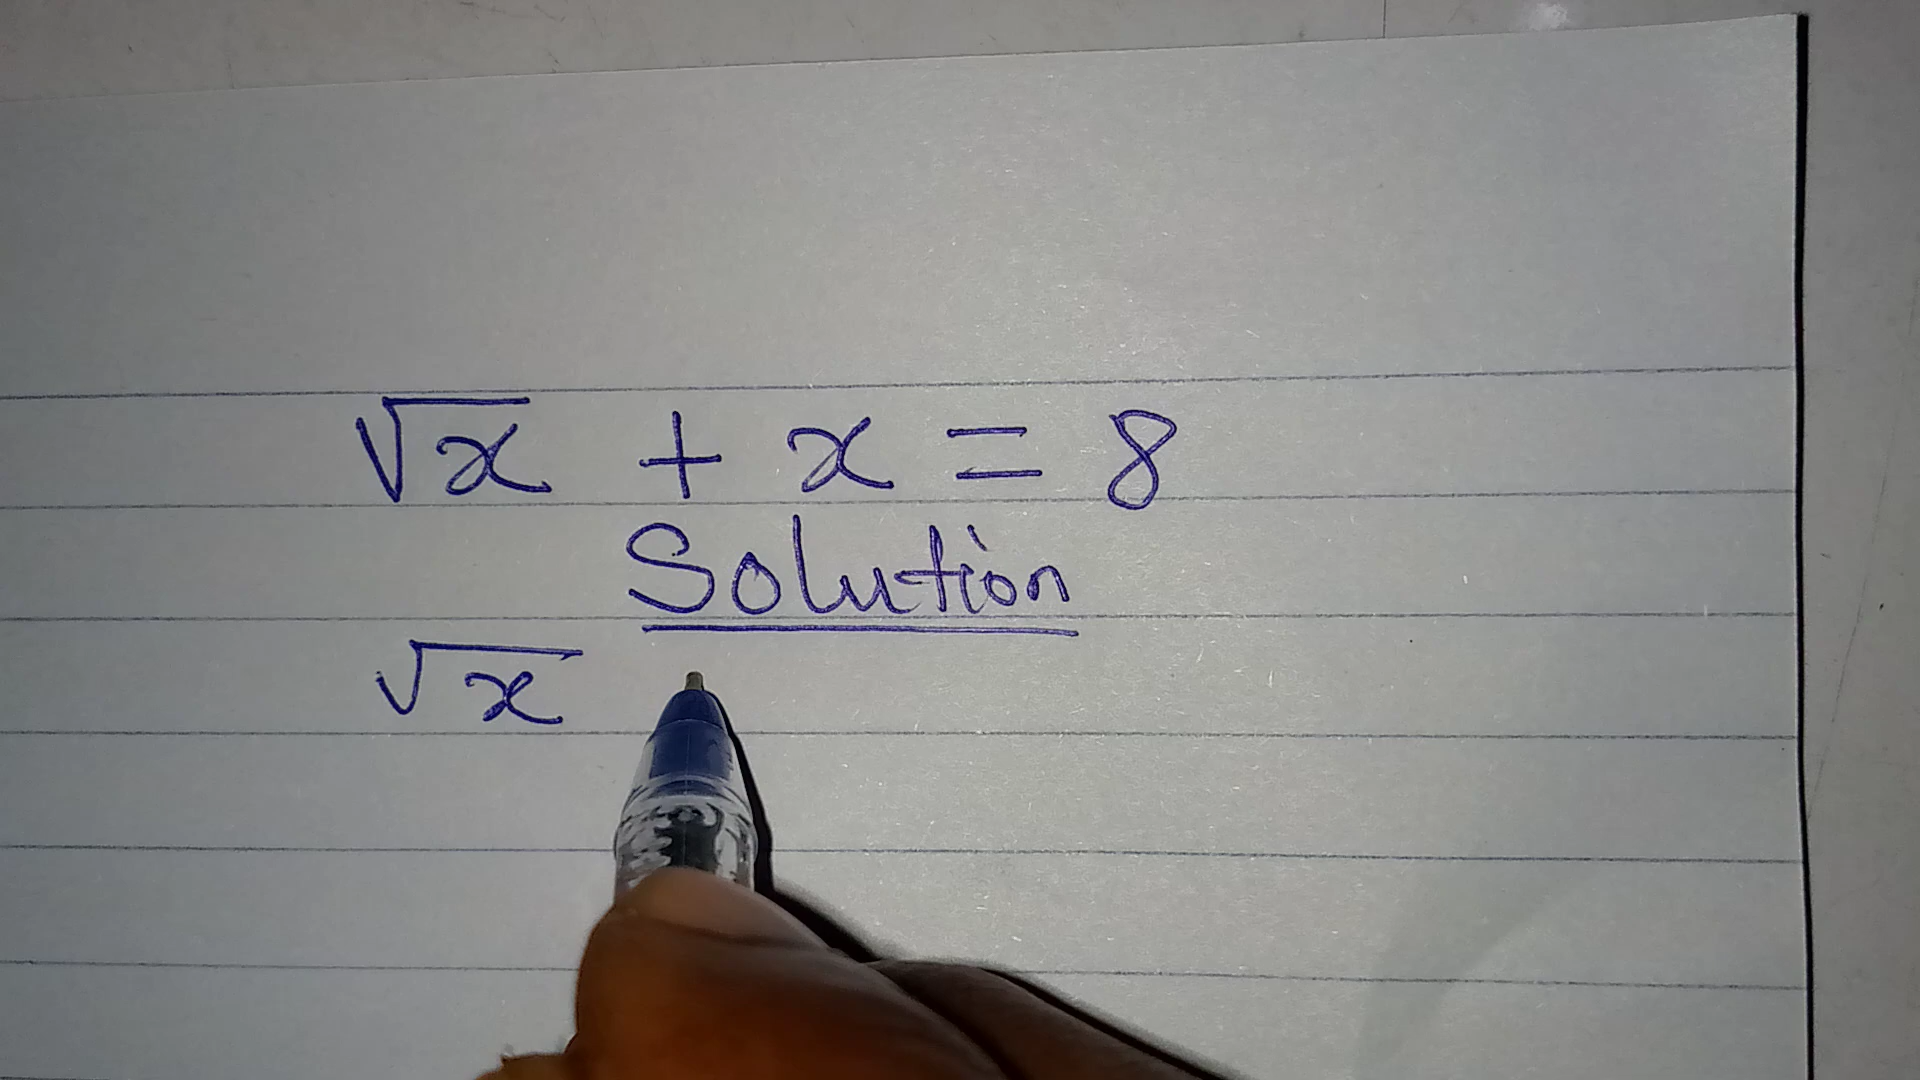 √x + x = 8
Solution
√x